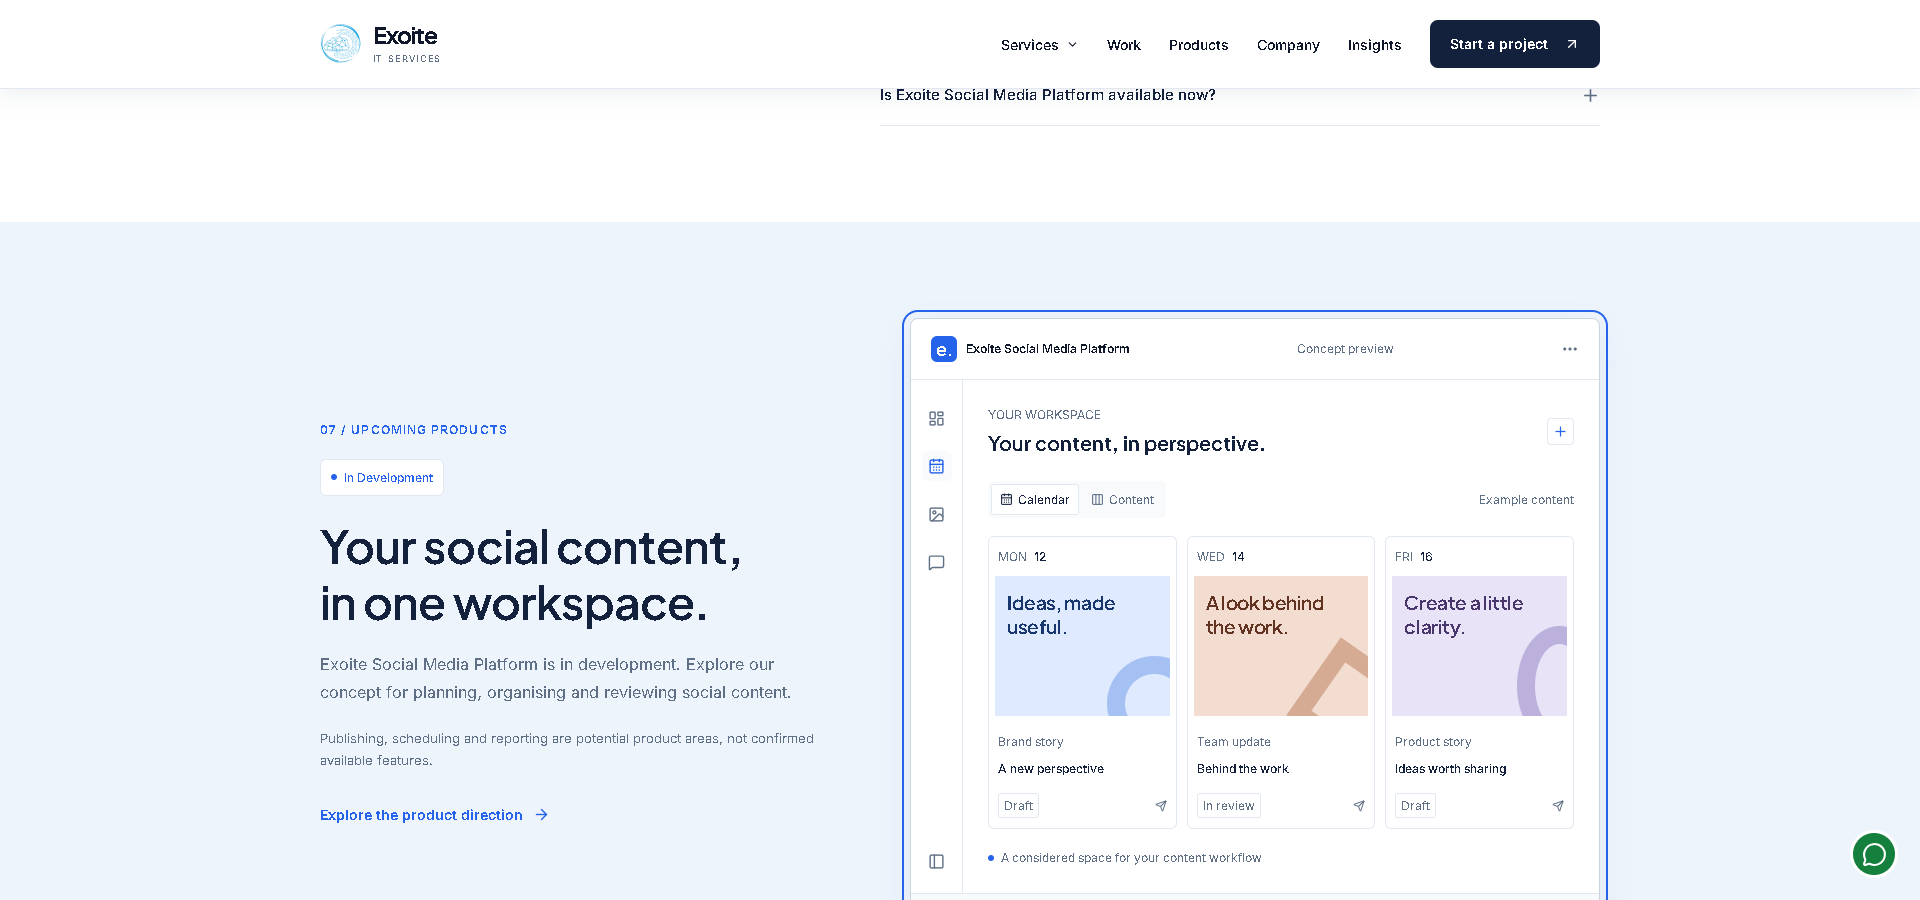 Exoite
IT SERVICES
Services
Work
Products
Company
Insights
Start a project
Is Exoite Social Media Platform available now?
07 / UPCOMING PRODUCTS
In Development
Your social content,
in one workspace.
Exoite Social Media Platform is in development. Explore our
concept for planning, organising and reviewing social content.
Publishing, scheduling and reporting are potential product areas, not confirmed
available features.
Explore the product direction
e.
Exoite Social Media Platform
Concept preview
YOUR WORKSPACE
Your content, in perspective.
Calendar
Content
Example content
MON 12
Ideas, made
useful.
Brand story
A new perspective
Draft
WED 14
A look behind
the work.
Team update
Behind the work
In review
FRI 16
Create a little
clarity.
Product story
Ideas worth sharing
Draft
A considered space for your content workflow